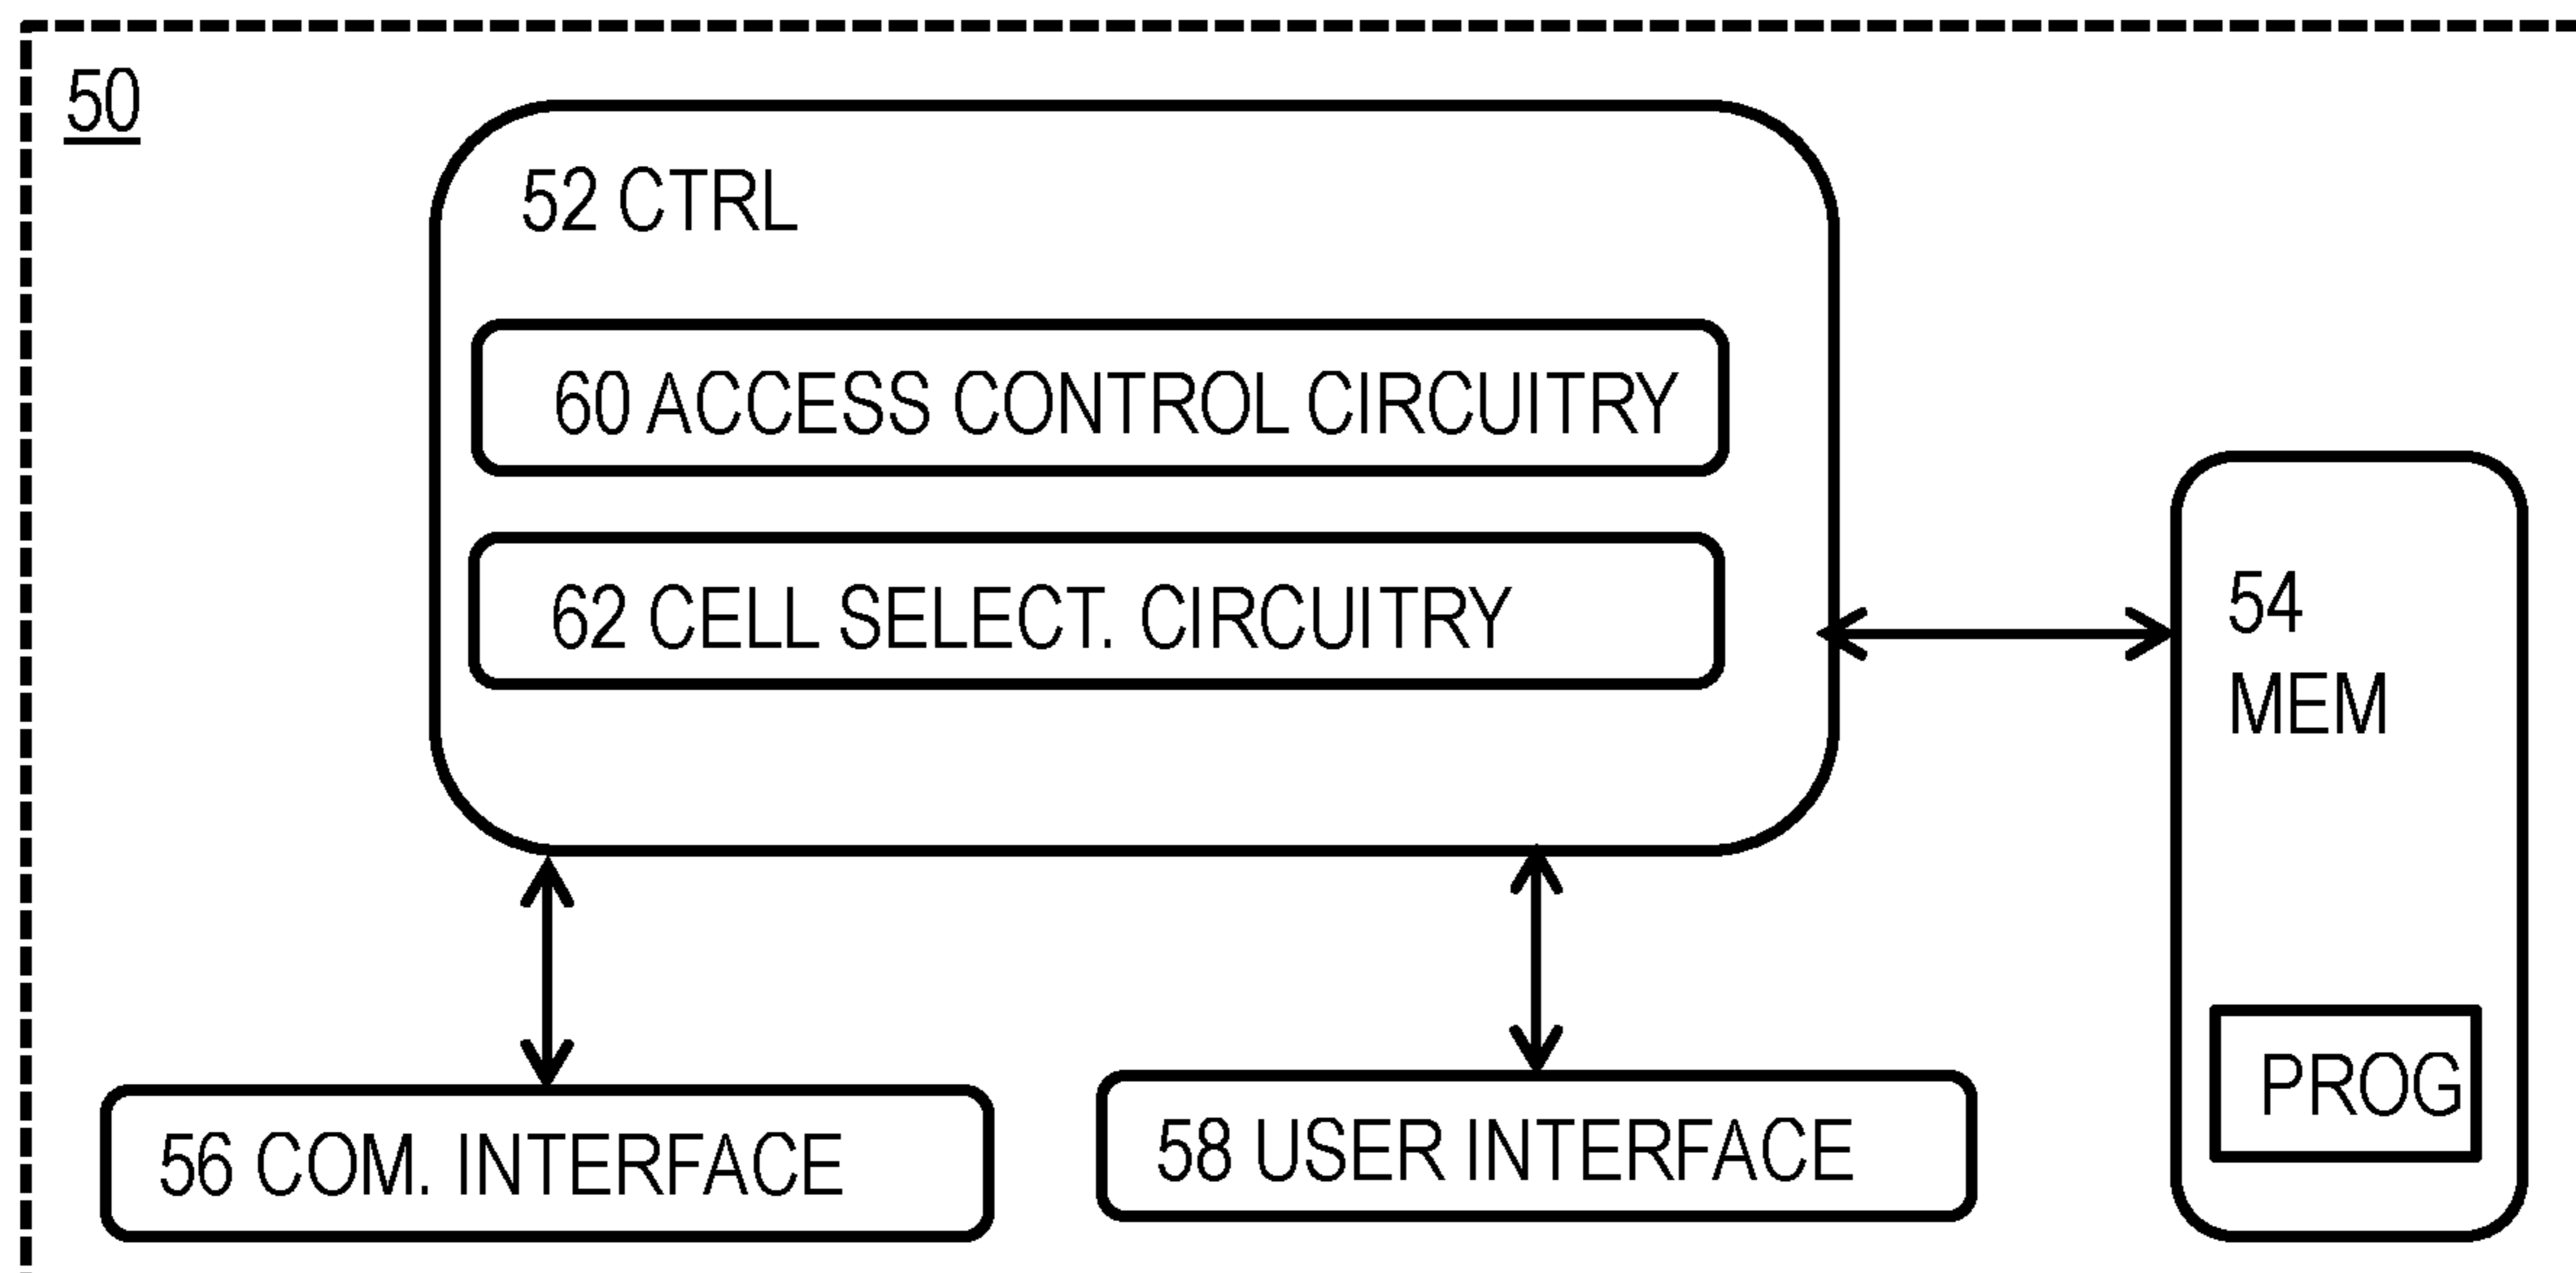 50
52 CTRL
60 ACCESS CONTROL CIRCUITRY
62 CELL SELECT. CIRCUITRY
54
MEM
PROG
56 COM. INTERFACE
58 USER INTERFACE